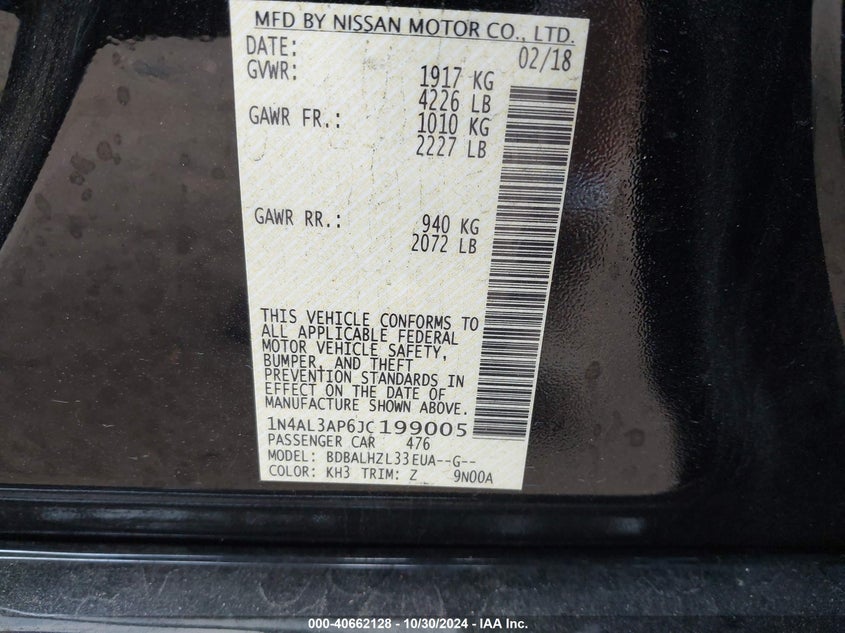 MFD BY NISSAN MOTOR CO., LTD.
DATE: 02/18
GVWR: 1917 KG
4226 LB
GAWR FR.: 1010 KG
2227 LB
GAWR RR.: 940 KG
2072 LB
THIS VEHICLE CONFORMS TO
ALL APPLICABLE FEDERAL
MOTOR VEHICLE SAFETY,
BUMPER, AND THEFT
PREVENTION STANDARDS IN
EFFECT ON THE DATE OF
MANUFACTURE SHOWN ABOVE.
1N4AL3AP6JC199005
PASSENGER CAR 476
MODEL: BDBALHZL33EUA--G--
COLOR: KH3 TRIM: Z 9N00A
000-40662128 - 10/30/2024 - IAA Inc.